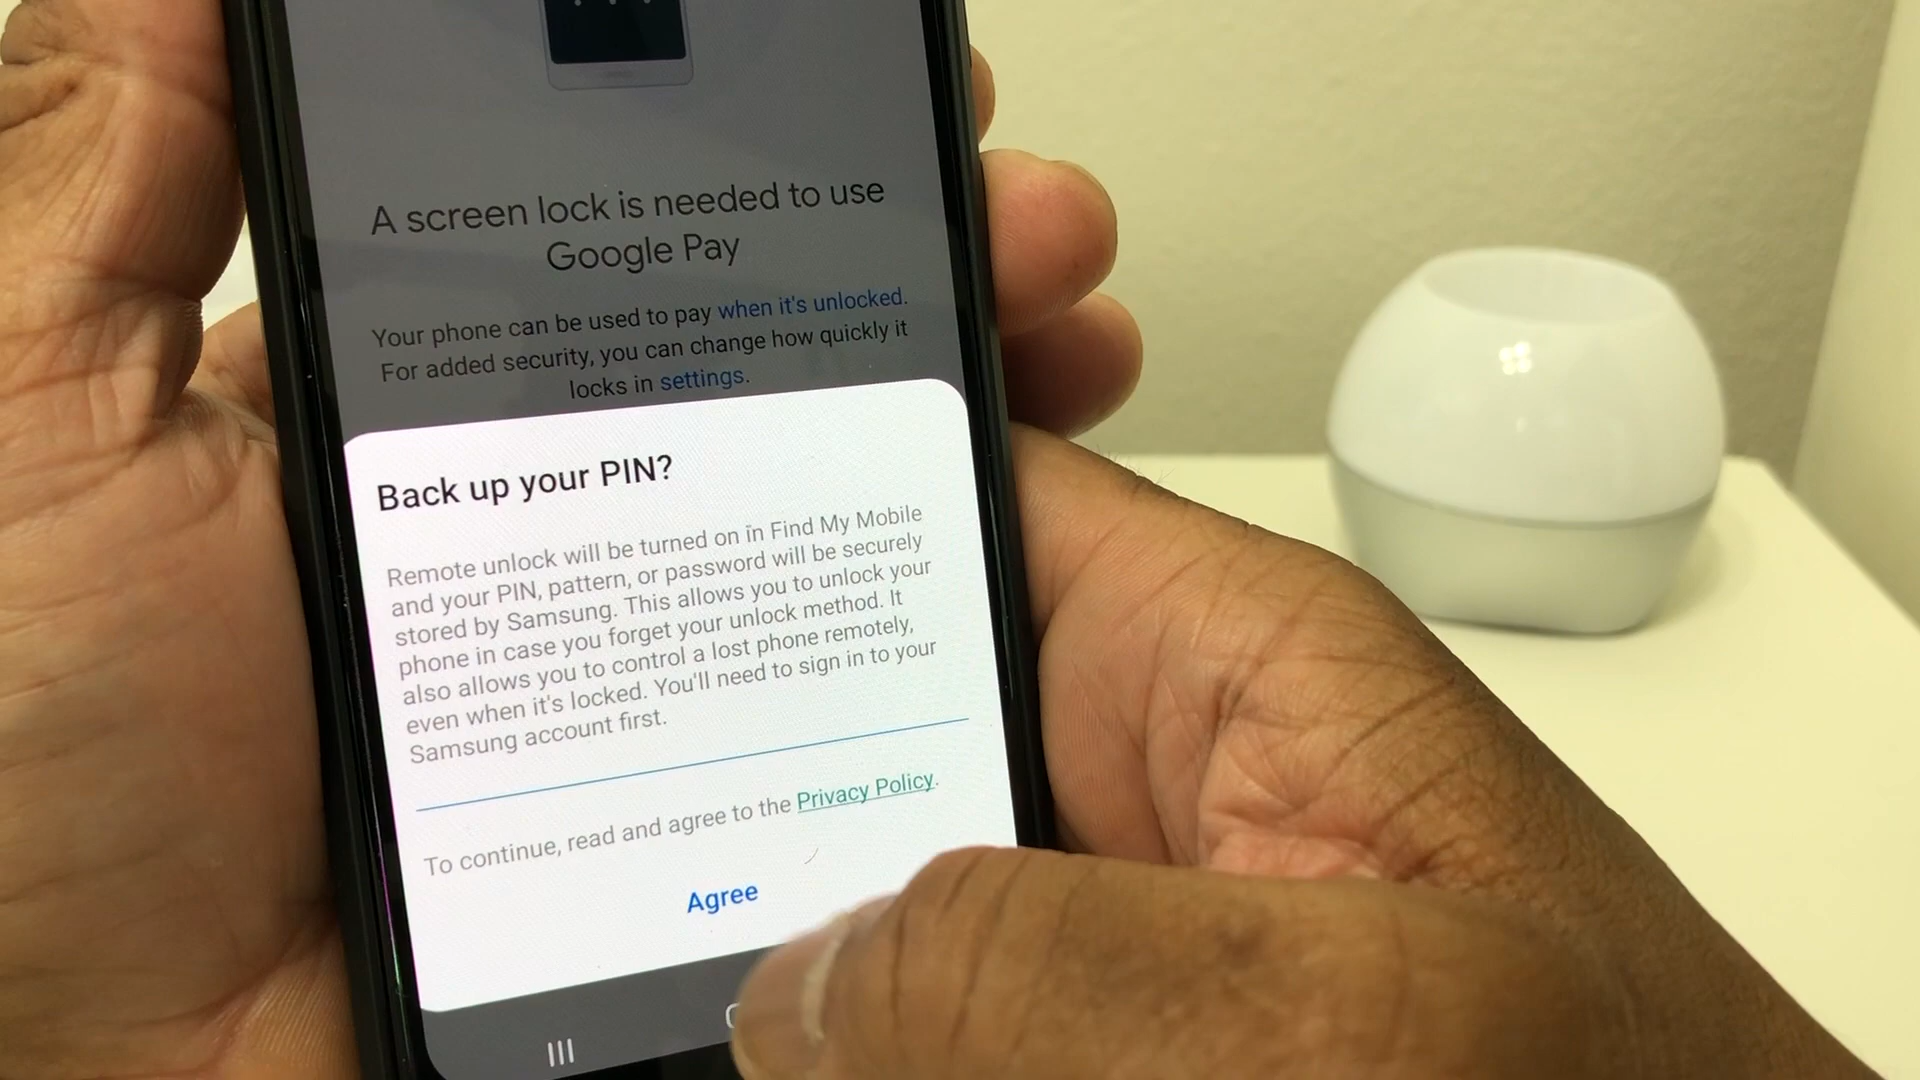 A screen lock is needed to use
Google Pay
Your phone can be used to pay when it's unlocked.
For added security, you can change how quickly it
locks in settings.
Back up your PIN?
Remote unlock will be turned on in Find My Mobile
and your PIN, pattern, or password will be securely
stored by Samsung. This allows you to unlock your
phone in case you forget your unlock method. It
also allows you to control a lost phone remotely,
even when it's locked. You'll need to sign in to your
Samsung account first.
To continue, read and agree to the Privacy Policy.
Agree